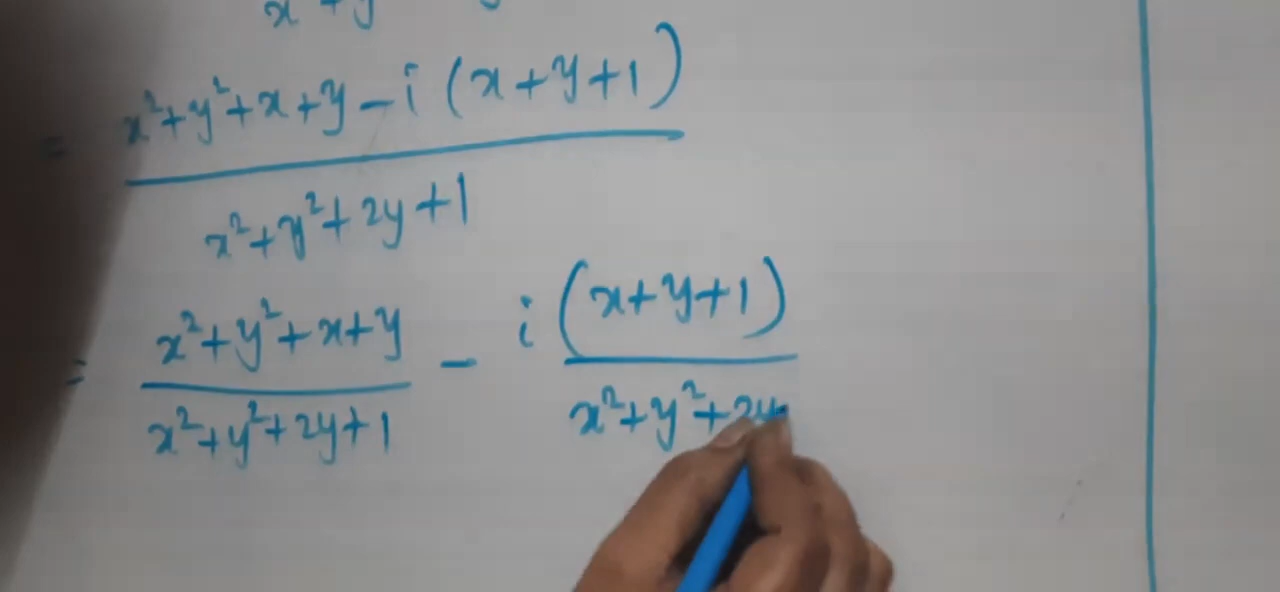 x + y
= x²+y²+x+y-i(x+y+1)
x²+y²+2y+1
= x²+y²+x+y - i(x+y+1)
x²+y²+2y+1 x²+y²+2y